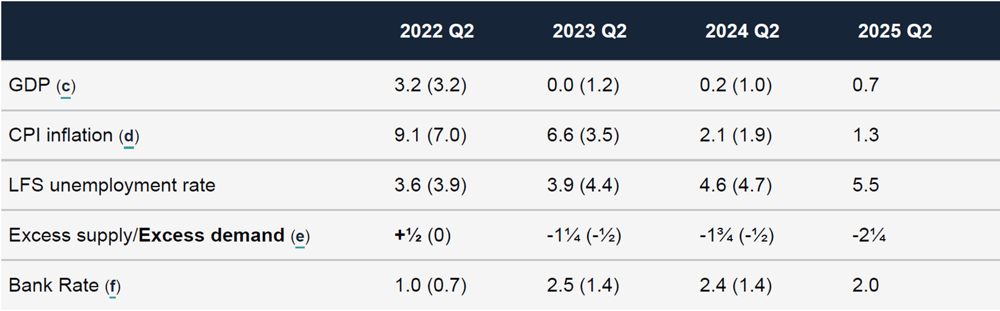 2022 Q2 2023 Q2 2024 Q2 2025 Q2
GDP (c) 3.2 (3.2) 0.0 (1.2) 0.2 (1.0) 0.7
CPI inflation (d) 9.1 (7.0) 6.6 (3.5) 2.1 (1.9) 1.3
LFS unemployment rate 3.6 (3.9) 3.9 (4.4) 4.6 (4.7) 5.5
Excess supply/Excess demand (e) +½ (0) -1¼ (-½) -1¾ (-½) -2¼
Bank Rate (f) 1.0 (0.7) 2.5 (1.4) 2.4 (1.4) 2.0